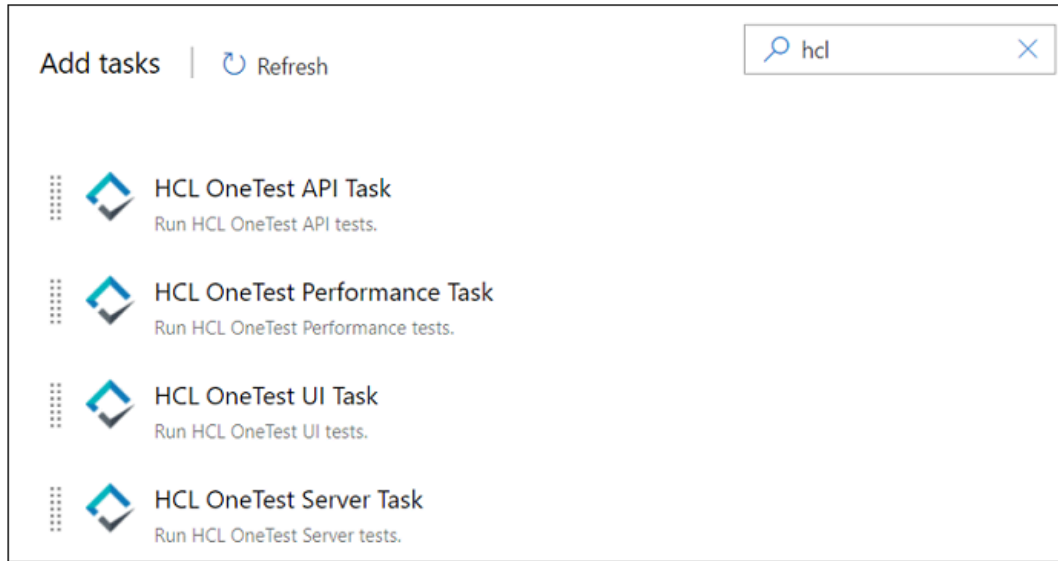 Add tasks
Refresh
hcl
HCL OneTest API Task
Run HCL OneTest API tests.
HCL OneTest Performance Task
Run HCL OneTest Performance tests.
HCL OneTest UI Task
Run HCL OneTest UI tests.
HCL OneTest Server Task
Run HCL OneTest Server tests.